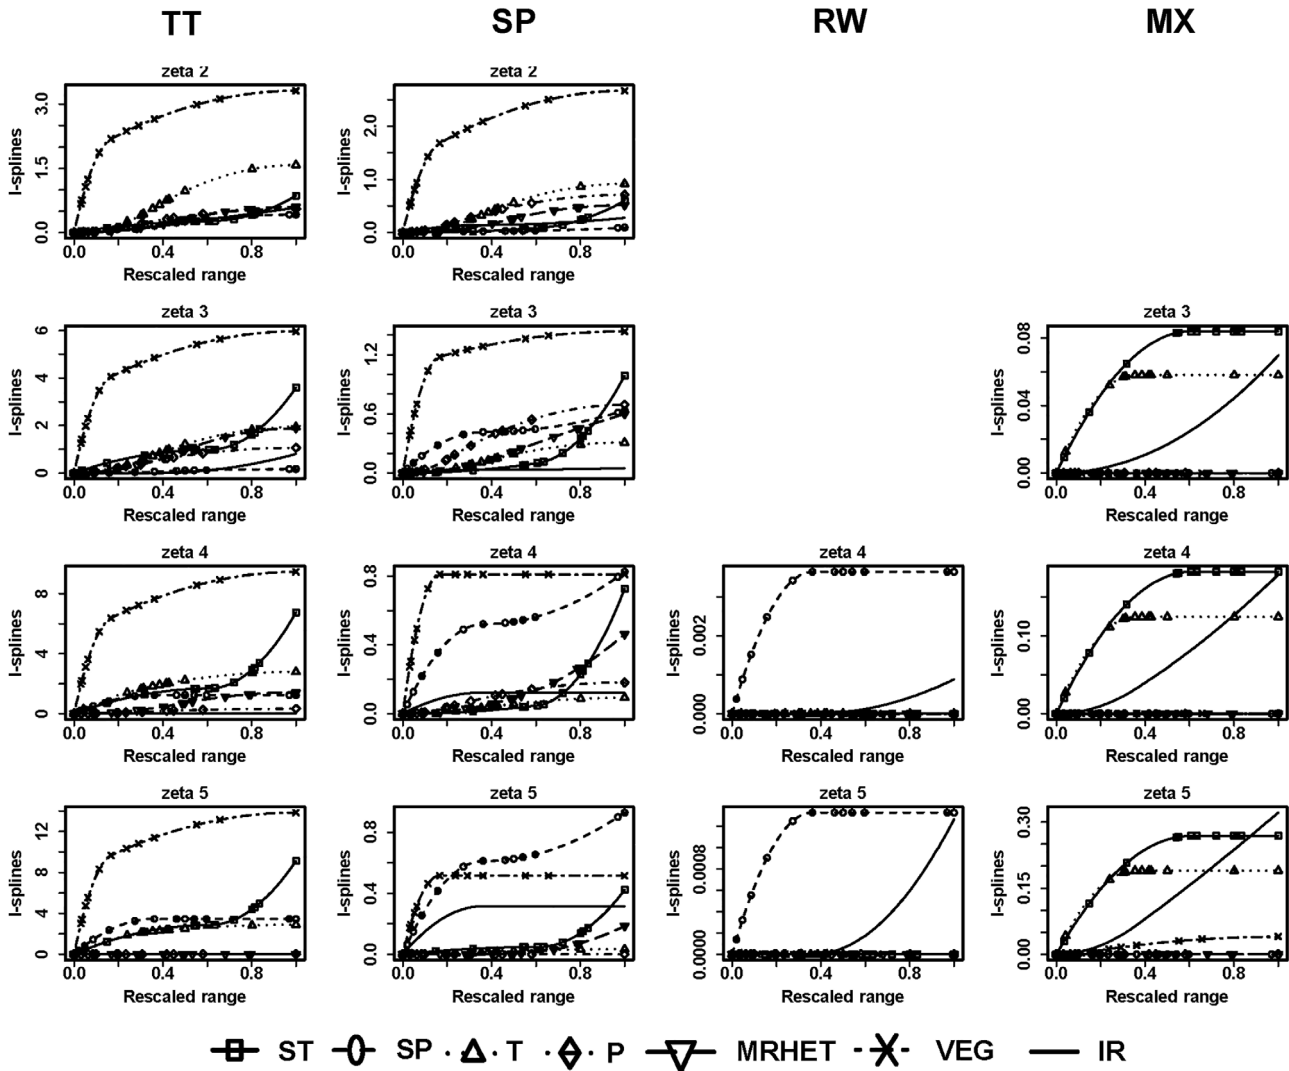 TT SP RW MX
zeta 2 zeta 2
I-splines 0.0 1.5 3.0 I-splines 0.0 1.0 2.0
0.0 0.4 0.8 0.0 0.4 0.8
Rescaled range Rescaled range
zeta 3 zeta 3 zeta 3
I-splines 0 2 4 6 I-splines 0.0 0.6 1.2 I-splines 0.00 0.04 0.08
0.0 0.4 0.8 0.0 0.4 0.8 0.0 0.4 0.8
Rescaled range Rescaled range Rescaled range
zeta 4 zeta 4 zeta 4 zeta 4
I-splines 0 4 8 I-splines 0.0 0.4 0.8 I-splines 0.000 0.002 I-splines 0.00 0.10
0.0 0.4 0.8 0.0 0.4 0.8 0.0 0.4 0.8 0.0 0.4 0.8
Rescaled range Rescaled range Rescaled range Rescaled range
zeta 5 zeta 5 zeta 5 zeta 5
I-splines 0 4 8 12 I-splines 0.0 0.4 0.8 I-splines 0.0000 0.0008 I-splines 0.00 0.15 0.30
0.0 0.4 0.8 0.0 0.4 0.8 0.0 0.4 0.8 0.0 0.4 0.8
Rescaled range Rescaled range Rescaled range Rescaled range
ST SP T P MRHET VEG IR